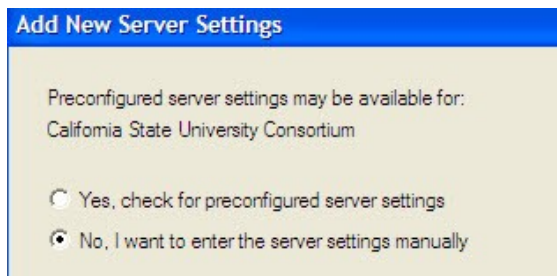 Add New Server Settings
Preconfigured server settings may be available for:
California State University Consortium
Yes, check for preconfigured server settings
No, I want to enter the server settings manually